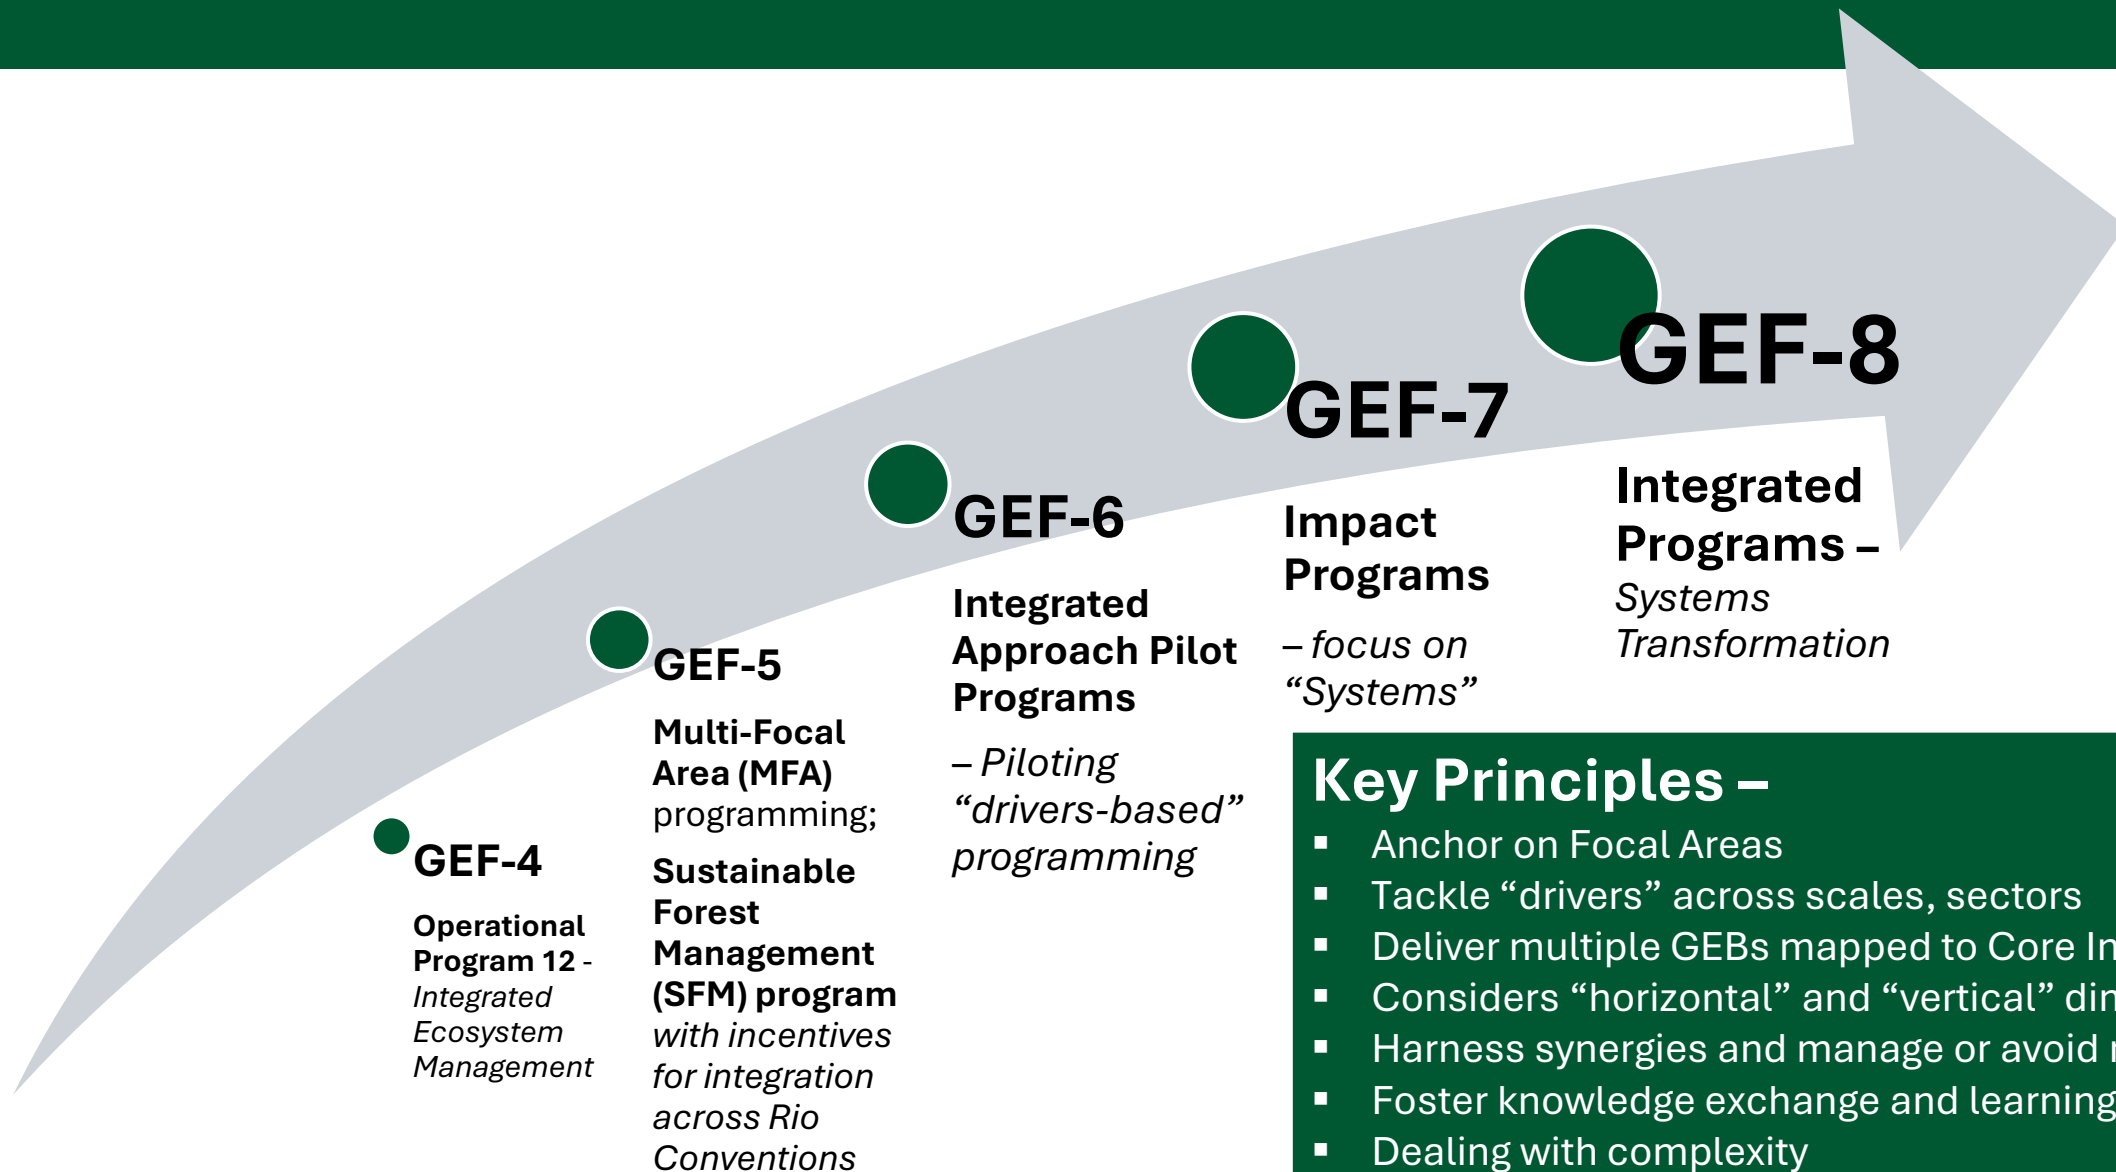 GEF-4
Operational
Program 12 -
Integrated
Ecosystem
Management
GEF-5
Multi-Focal
Area (MFA)
programming;
Sustainable
Forest
Management
(SFM) program
with incentives
for integration
across Rio
Conventions
GEF-6
Integrated
Approach Pilot
Programs
– Piloting
“drivers-based”
programming
GEF-7
Impact
Programs
– focus on
“Systems”
GEF-8
Integrated
Programs –
Systems
Transformation
Key Principles –
▪ Anchor on Focal Areas
▪ Tackle “drivers” across scales, sectors
▪ Deliver multiple GEBs mapped to Core
▪ Considers “horizontal” and “vertical”
▪ Harness synergies and manage or avoid
▪ Foster knowledge exchange and learning
▪ Dealing with complexity